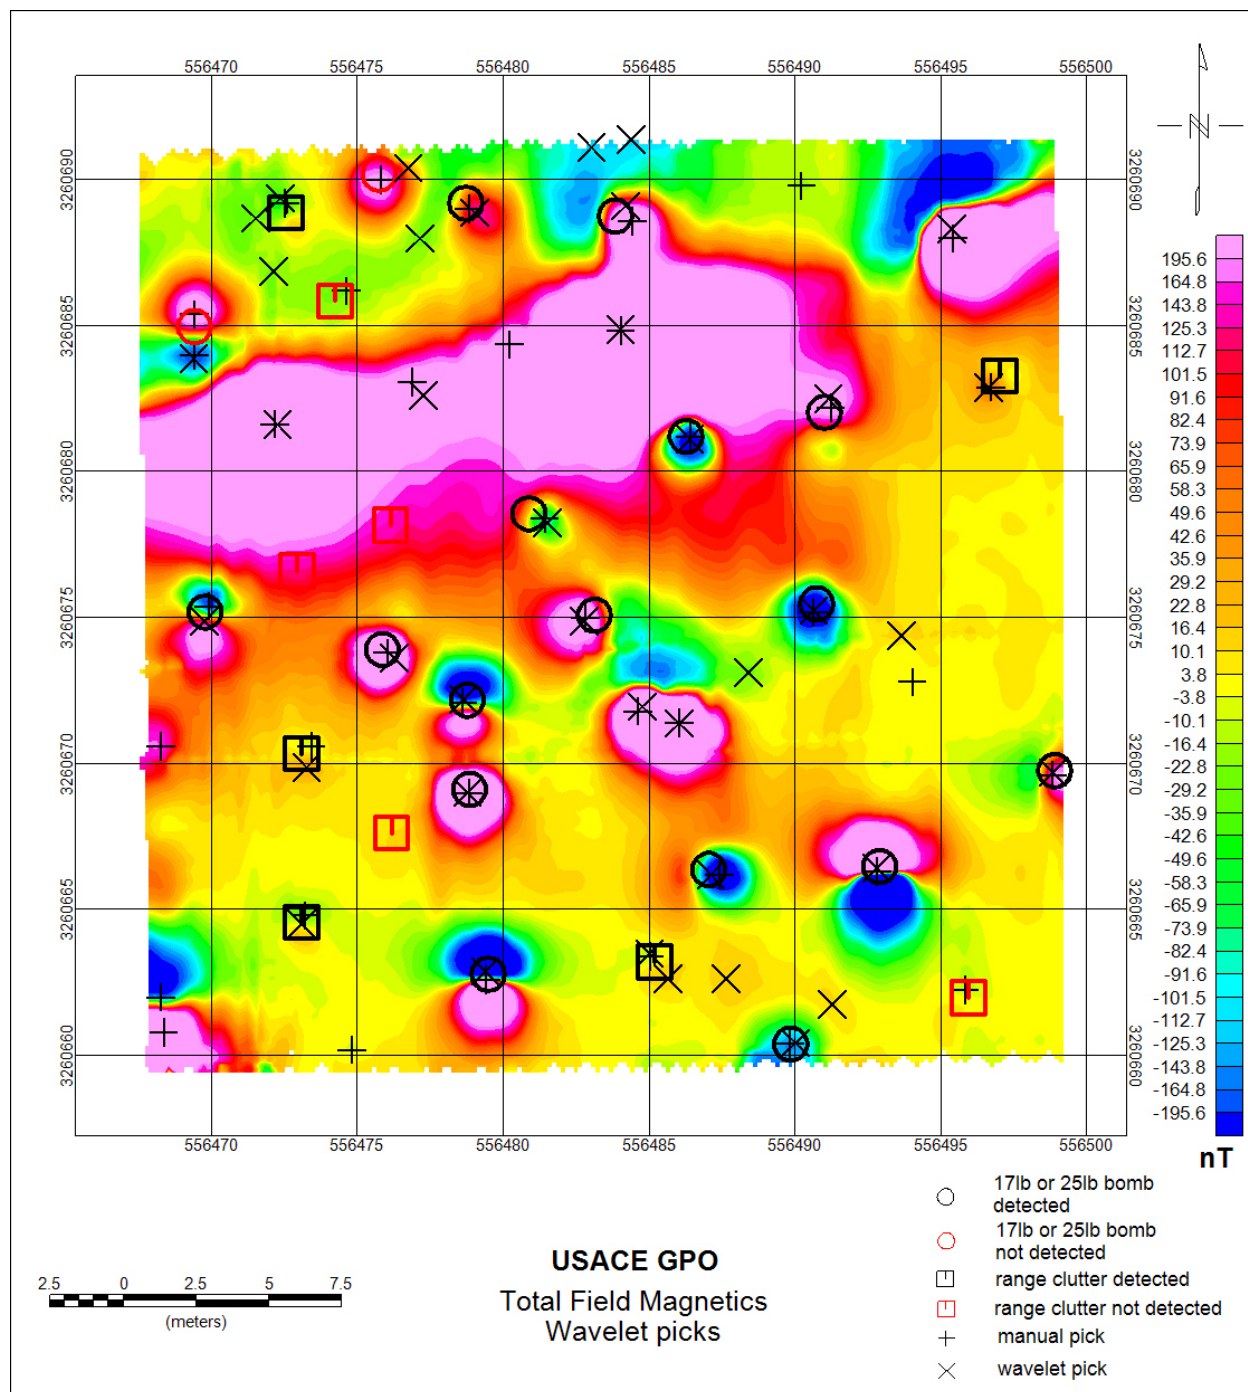 556470 556475 556480 556485 556490 556495 556500
N
3260690 3260690
3260685 3260685
3260680 3260680
3260675 3260675
3260670 3260670
3260665 3260665
3260660 3260660
195.6
164.8
143.8
125.3
112.7
101.5
91.6
82.4
73.9
65.9
58.3
49.6
42.6
35.9
29.2
22.8
16.4
10.1
3.8
-3.8
-10.1
-16.4
-22.8
-29.2
-35.9
-42.6
-49.6
-58.3
-73.9
-82.4
-91.6
-101.5
-112.7
-125.3
-143.8
-164.8
-195.6
nT
556470 556475 556480 556485 556490 556495 556500
17lb or 25lb bomb
detected
17lb or 25lb bomb
not detected
range clutter detected
range clutter not detected
manual pick
wavelet pick
2.5 0 2.5 5 7.5
(meters)
USACE GPO
Total Field Magnetics
Wavelet picks